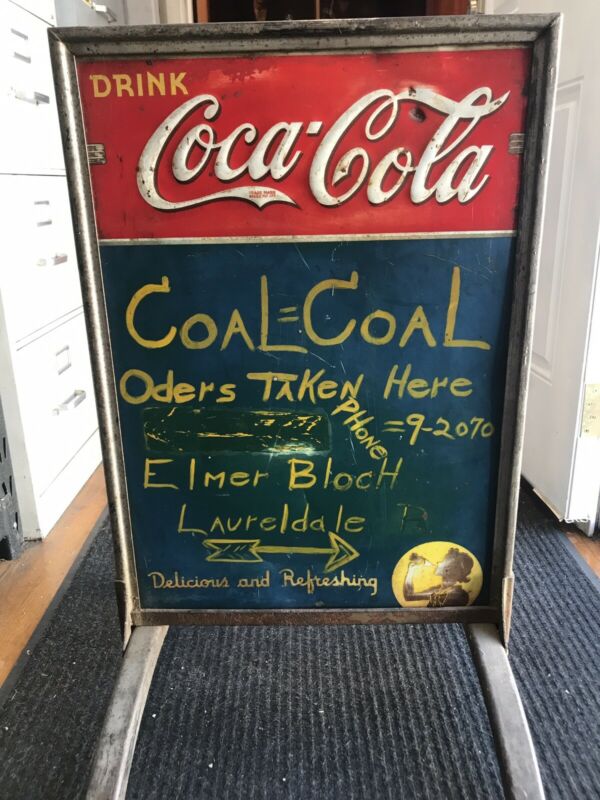 DRINK
Coca-Cola
COAL=COAL
Oders TAKEN Here
PHONE =9-2070
Elmer BlocH
Laureldale
Delicious and Refreshing